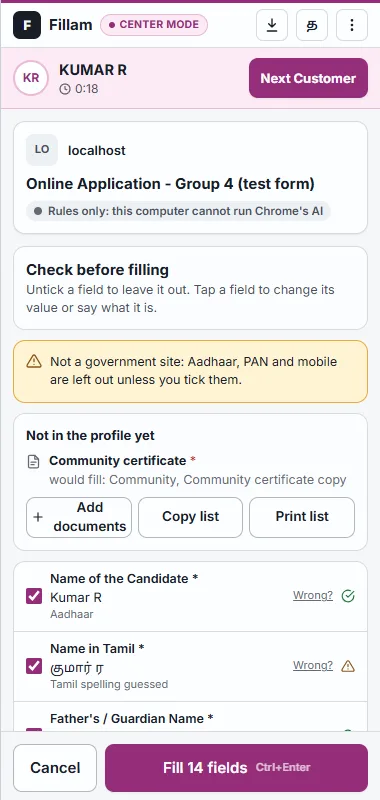 F Fillam CENTER MODE த
KR KUMAR R
0:18
Next Customer
LO localhost
Online Application - Group 4 (test form)
Rules only: this computer cannot run Chrome's AI
Check before filling
Untick a field to leave it out. Tap a field to change its
value or say what it is.
Not a government site: Aadhaar, PAN and mobile
are left out unless you tick them.
Not in the profile yet
Community certificate *
would fill: Community, Community certificate copy
+ Add
documents
Copy list
Print list
Name of the Candidate *
Kumar R
Aadhaar
Wrong?
Name in Tamil *
குமார் ர
Tamil spelling guessed
Wrong?
Father's / Guardian Name *
Cancel
Fill 14 fields Ctrl+Enter